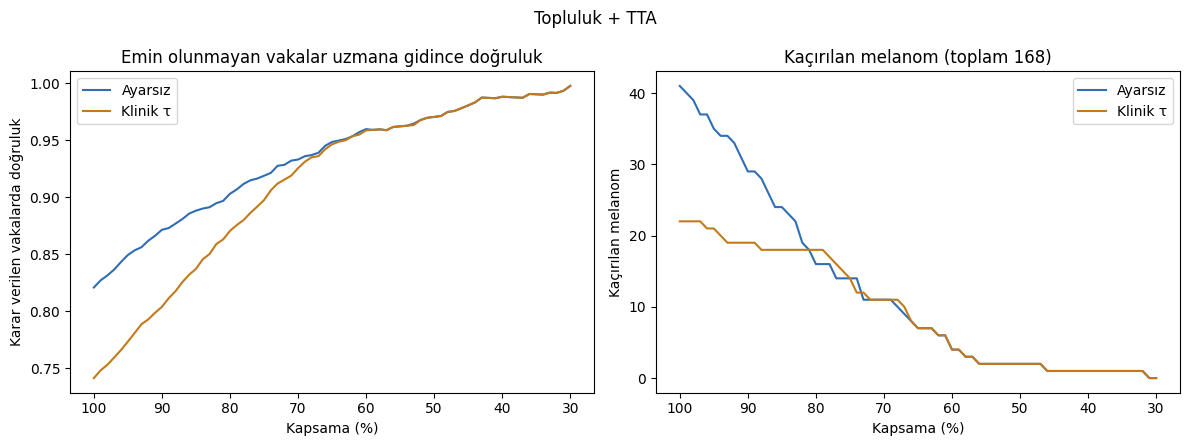 Topluluk + TTA
Emin olunmayan vakalar uzmana gidince doğruluk
Karar verilen vakalarda doğruluk
1.00
0.95
0.90
0.85
0.80
0.75
Ayarsız
Klinik τ
100 90 80 70 60 50 40 30
Kapsama (%)
Kaçırılan melanom (toplam 168)
Kaçırılan melanom
40
30
20
10
0
Ayarsız
Klinik τ
100 90 80 70 60 50 40 30
Kapsama (%)